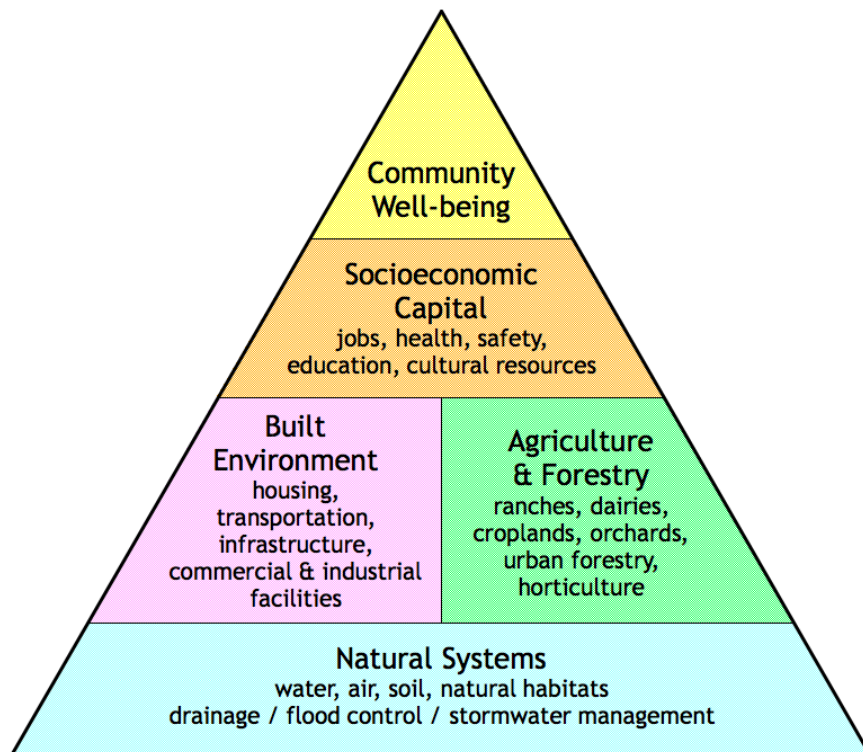 Community
Well-being
Socioeconomic
Capital
jobs, health, safety,
education, cultural resources
Built
Environment
housing,
transportation,
infrastructure,
commercial & industrial
facilities
Agriculture
& Forestry
ranches, dairies,
croplands, orchards,
urban forestry,
horticulture
Natural Systems
water, air, soil, natural habitats
drainage / flood control / stormwater management